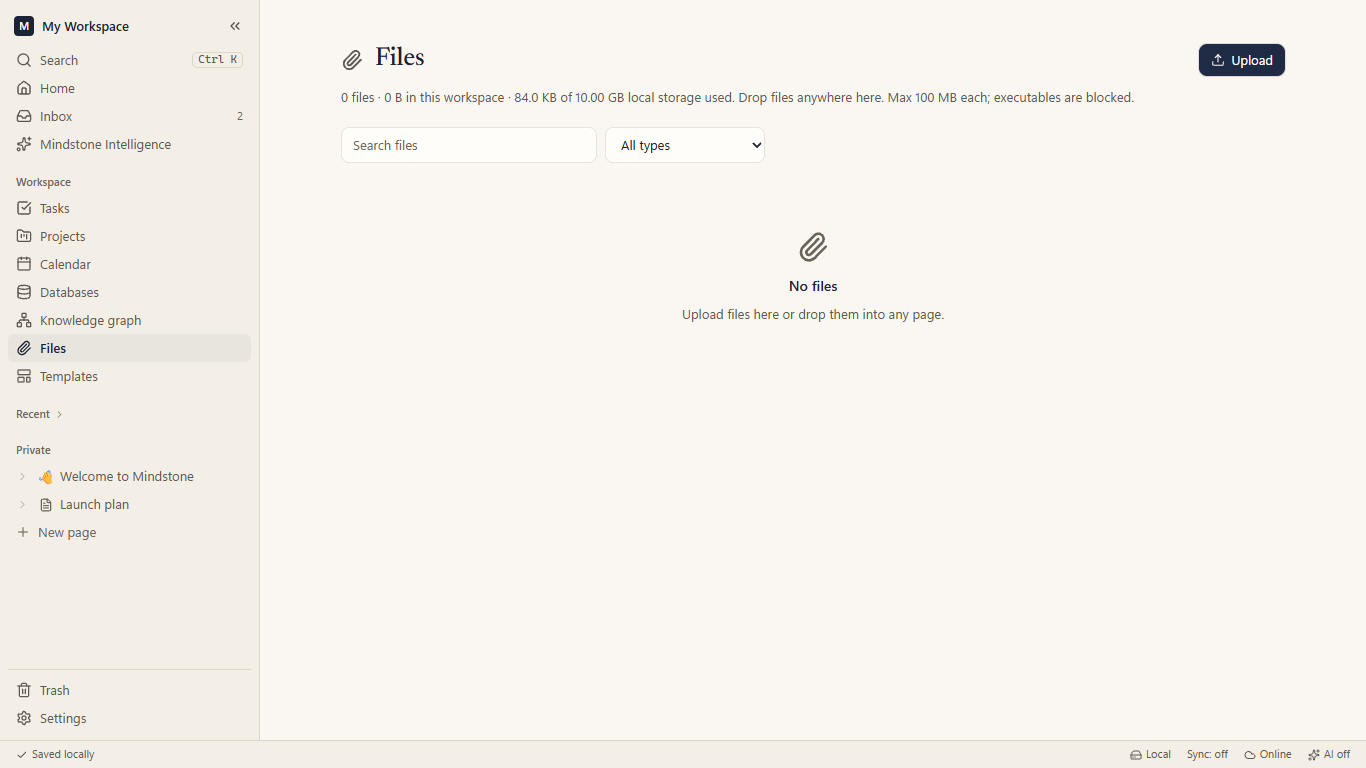 M My Workspace
Search Ctrl K
Home
Inbox 2
Mindstone Intelligence
Workspace
Tasks
Projects
Calendar
Databases
Knowledge graph
Files
Templates
Recent
Private
Welcome to Mindstone
Launch plan
New page
Trash
Settings
Files
Upload
0 files · 0 B in this workspace · 84.0 KB of 10.00 GB local storage used. Drop files anywhere here. Max 100 MB each; executables are blocked.
Search files
All types
No files
Upload files here or drop them into any page.
Saved locally
Local
Sync: off
Online
AI off